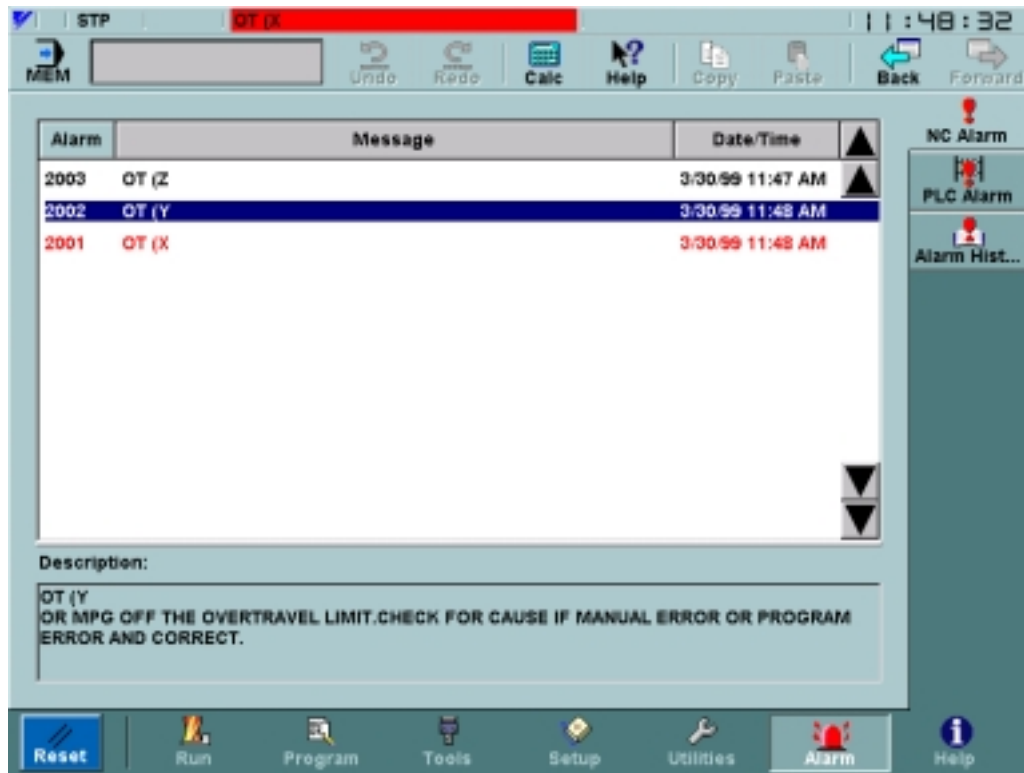 STP OT (X 11:48:32
MEM Undo Redo Calc Help Copy Paste Back Forward
Alarm Message Date/Time
2003 OT (Z 3/30/99 11:47 AM
2002 OT (Y 3/30/99 11:48 AM
2001 OT (X 3/30/99 11:48 AM
NC Alarm
PLC Alarm
Alarm Hist...
Description:
OT (Y
OR MPG OFF THE OVERTRAVEL LIMIT.CHECK FOR CAUSE IF MANUAL ERROR OR PROGRAM
ERROR AND CORRECT.
Reset Run Program Tools Setup Utilities Alarm Help